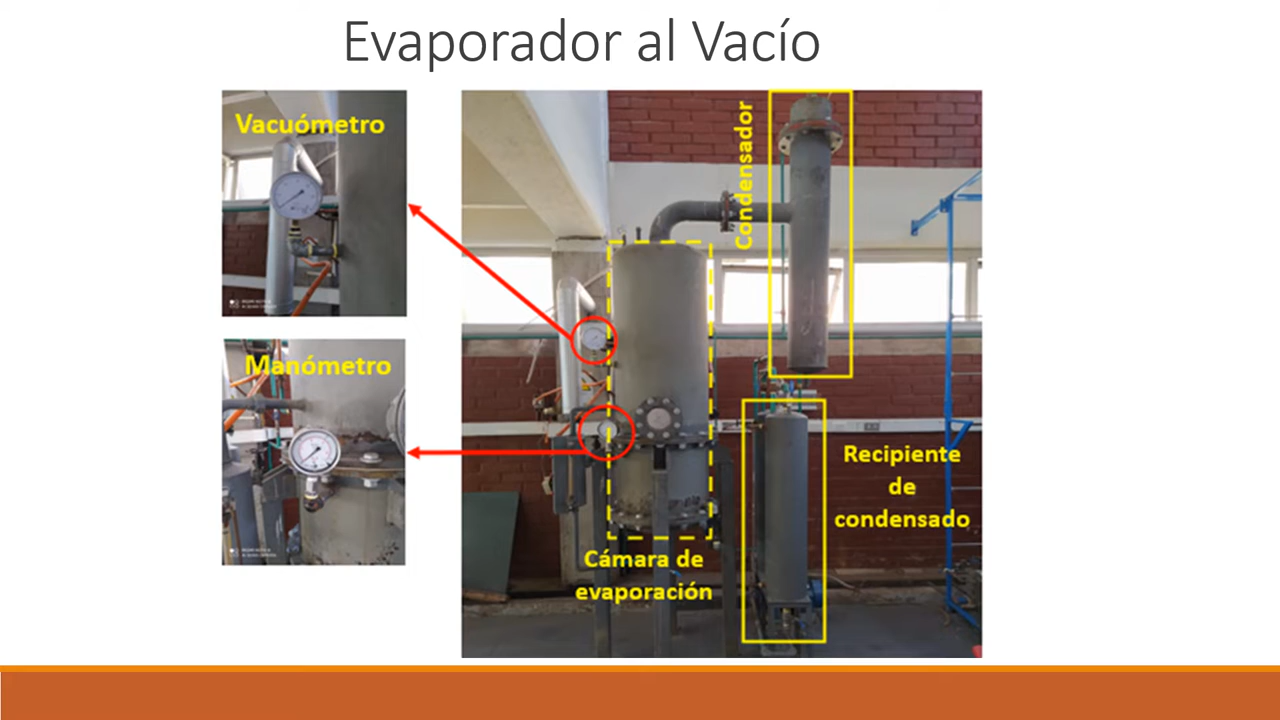 Evaporador al Vacío
Vacuómetro
Manómetro
Condensador
Recipiente
de
condensado
Cámara de
evaporación